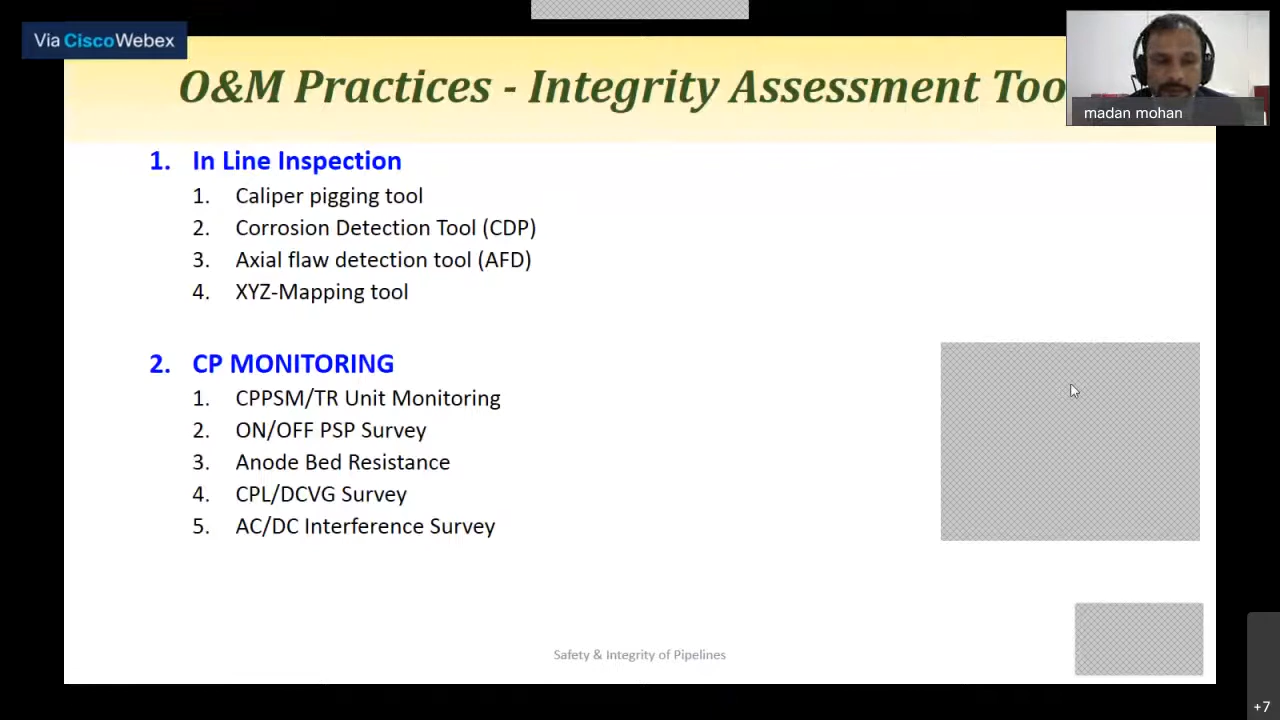 Via CiscoWebex
O&M Practices - Integrity Assessment Too
madan mohan
1. In Line Inspection
1. Caliper pigging tool
2. Corrosion Detection Tool (CDP)
3. Axial flaw detection tool (AFD)
4. XYZ-Mapping tool
2. CP MONITORING
1. CPPSM/TR Unit Monitoring
2. ON/OFF PSP Survey
3. Anode Bed Resistance
4. CPL/DCVG Survey
5. AC/DC Interference Survey
Safety & Integrity of Pipelines
+7